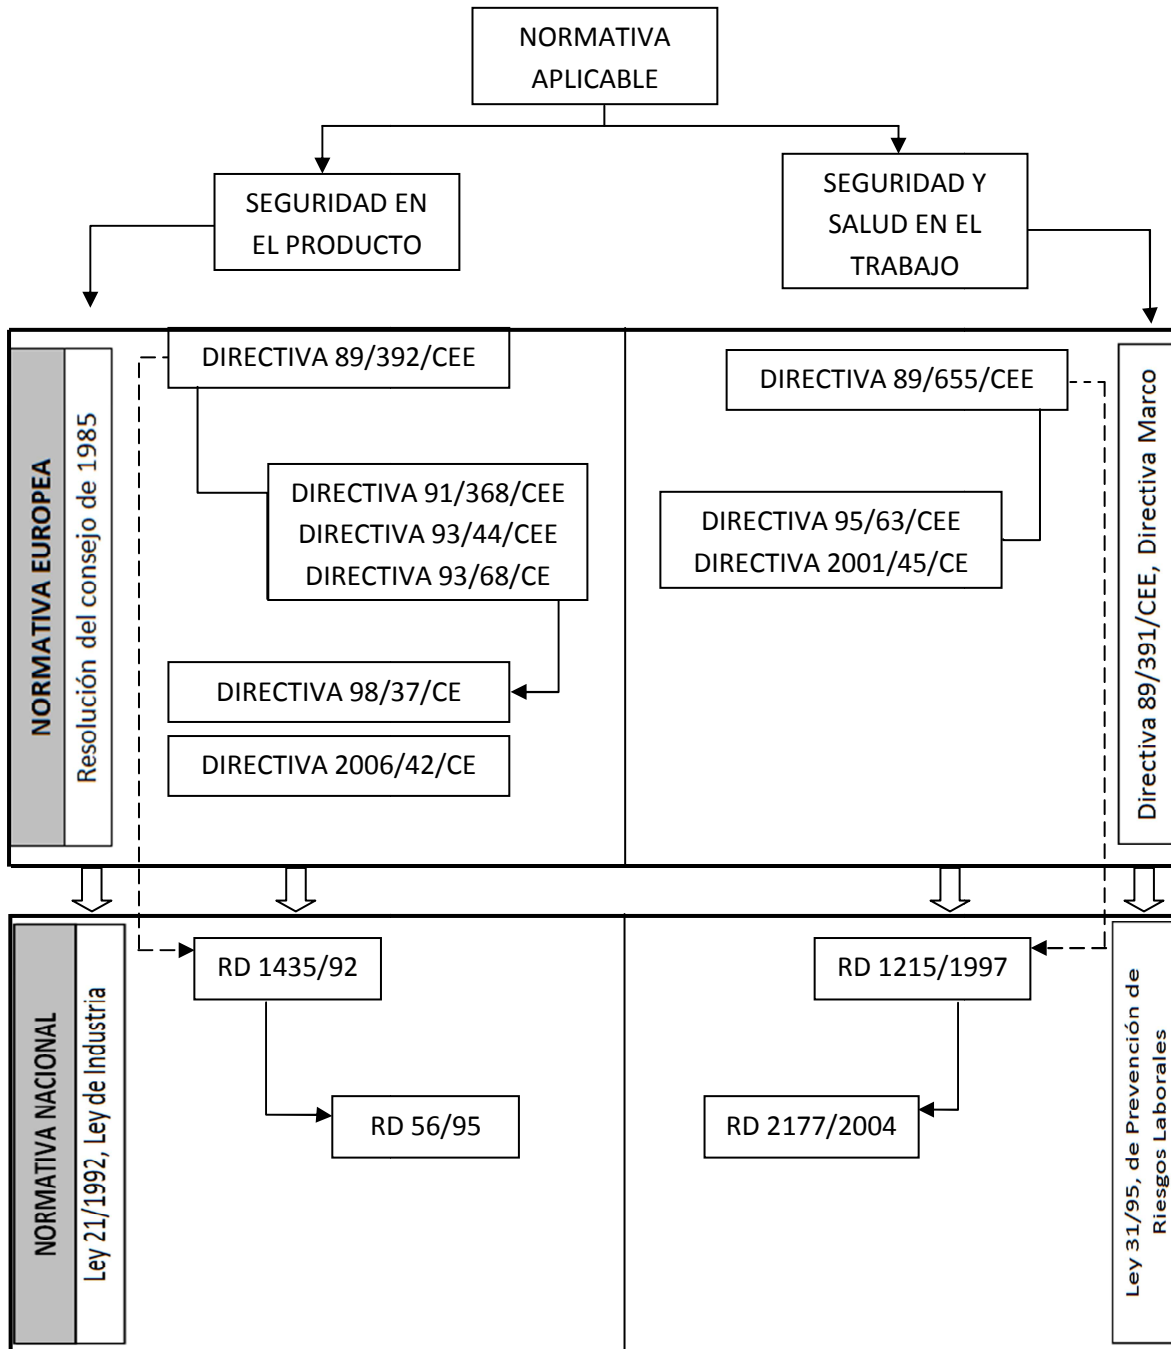 NORMATIVA
APLICABLE
SEGURIDAD EN
EL PRODUCTO
SEGURIDAD Y
SALUD EN EL
TRABAJO
NORMATIVA EUROPEA
Resolución del consejo de 1985
DIRECTIVA 89/392/CEE
DIRECTIVA 91/368/CEE
DIRECTIVA 93/44/CEE
DIRECTIVA 93/68/CE
DIRECTIVA 98/37/CE
DIRECTIVA 2006/42/CE
DIRECTIVA 89/655/CEE
DIRECTIVA 95/63/CEE
DIRECTIVA 2001/45/CE
Directiva 89/391/CEE, Directiva Marco
NORMATIVA NACIONAL
Ley 21/1992, Ley de Industria
RD 1435/92
RD 56/95
RD 1215/1997
RD 2177/2004
Ley 31/95, de Prevención de
Riesgos Laborales